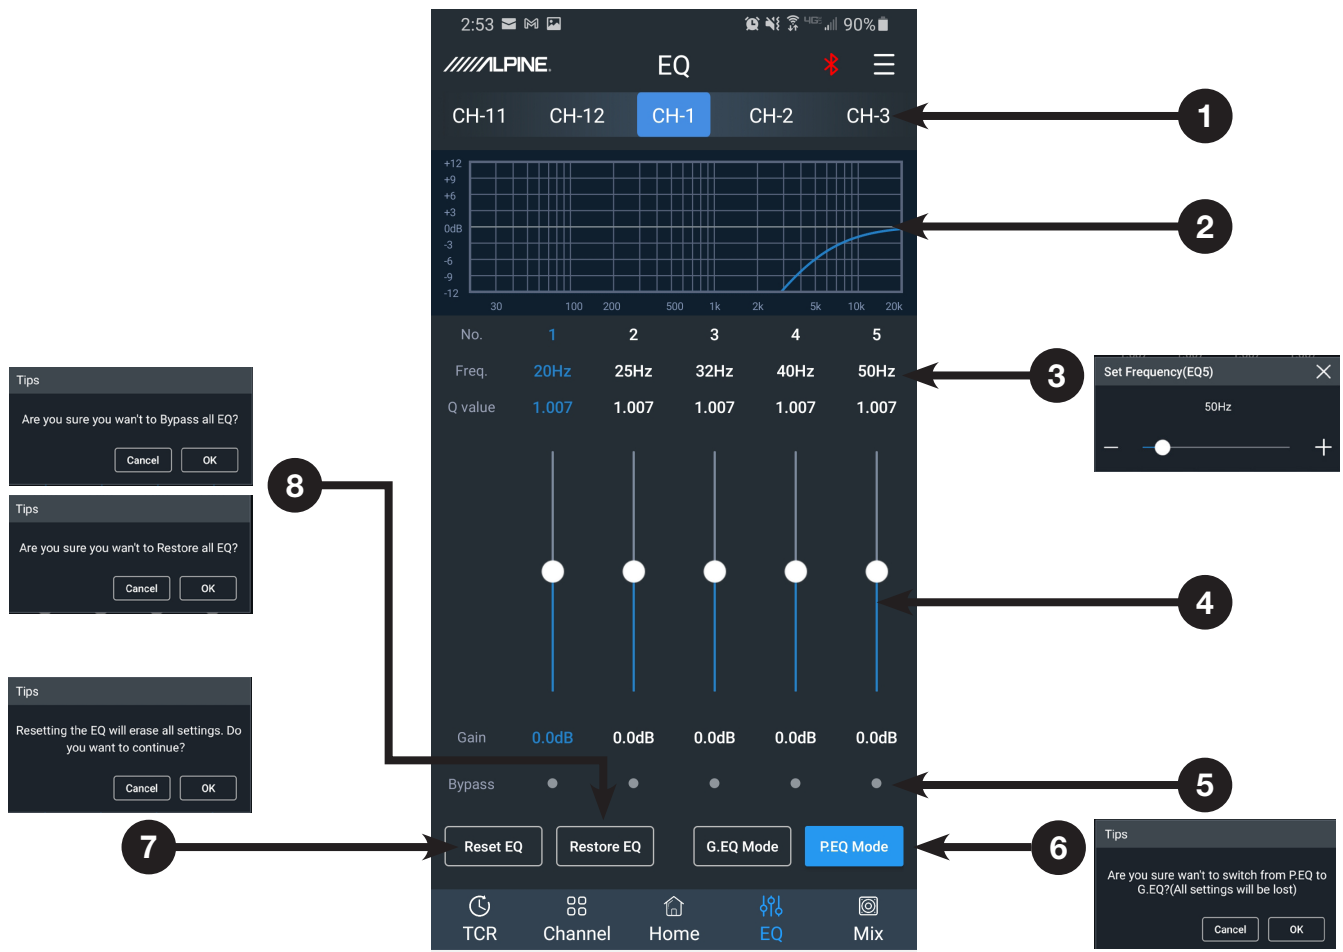 2:53 4GE 90%
ALPINE. EQ
CH-11 CH-12 CH-1 CH-2 CH-3
1
+12
+9
+6
+3
0dB
-3
-6
-9
-12
30 100 200 500 1k 2k 5k 10k 20k
2
No. 1 2 3 4 5
Freq. 20Hz 25Hz 32Hz 40Hz 50Hz
Q value 1.007 1.007 1.007 1.007 1.007
3
Set Frequency(EQ5)
50Hz
4
Gain 0.0dB 0.0dB 0.0dB 0.0dB 0.0dB
Bypass
5
Reset EQ Restore EQ G.EQ Mode P.EQ Mode
6
Tips
Are you sure wan't to switch from P.EQ to
G.EQ?(All settings will be lost)
Cancel OK
TCR Channel Home EQ Mix
7
Tips
Resetting the EQ will erase all settings. Do
you want to continue?
Cancel OK
8
Tips
Are you sure you wan't to Bypass all EQ?
Cancel OK
Tips
Are you sure you wan't to Restore all EQ?
Cancel OK